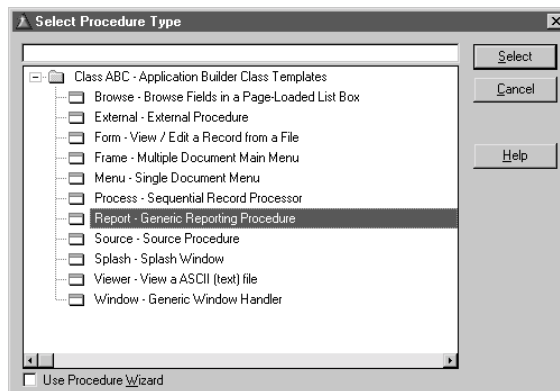 Select Procedure Type
Select
Class ABC - Application Builder Class Templates
Browse - Browse Fields in a Page-Loaded List Box
Cancel
External - External Procedure
Form - View / Edit a Record from a File
Frame - Multiple Document Main Menu
Help
Menu - Single Document Menu
Process - Sequential Record Processor
Report - Generic Reporting Procedure
Source - Source Procedure
Splash - Splash Window
Viewer - View a ASCII (text) file
Window - Generic Window Handler
Use Procedure Wizard